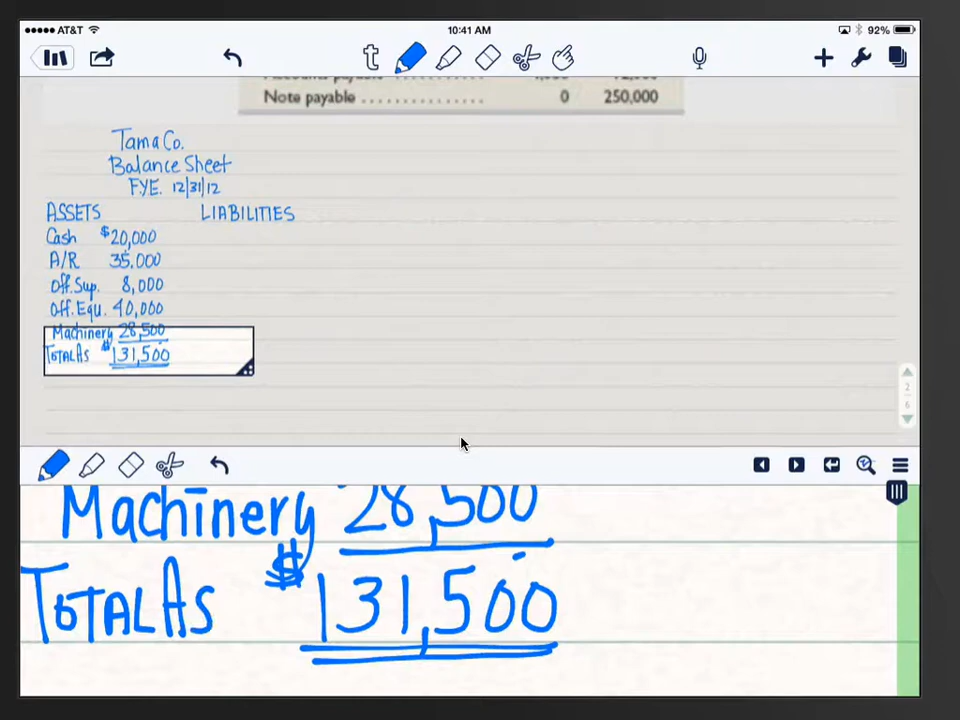 AT&T 10:41 AM 92%
t
Note payable .................... 0 250,000
Tama Co.
Balance Sheet
F.Y.E. 12/31/12
ASSETS LIABILITIES
Cash $20,000
A/R 35.000
Off.Sup. 8,000
Off.Equ. 40,000
Machinery 28,500
TOTAL AS $131,500
2
6
Machinery 28,500
TOTAL AS $131,500